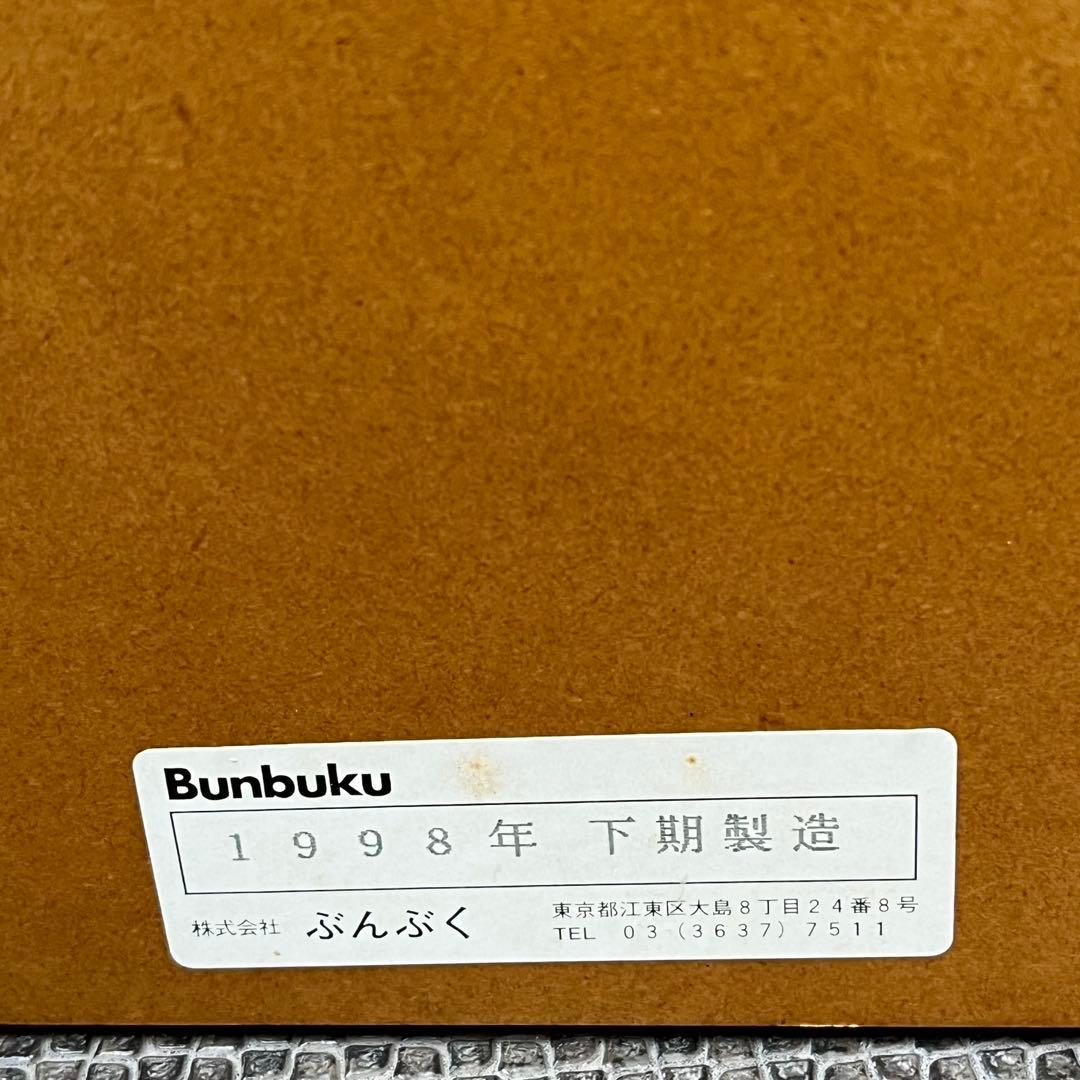 Bunbuku
1998年 下期製造
株式会社 ぶんぶく
東京都江東区大島8丁目24番8号
TEL 03(3637)7511